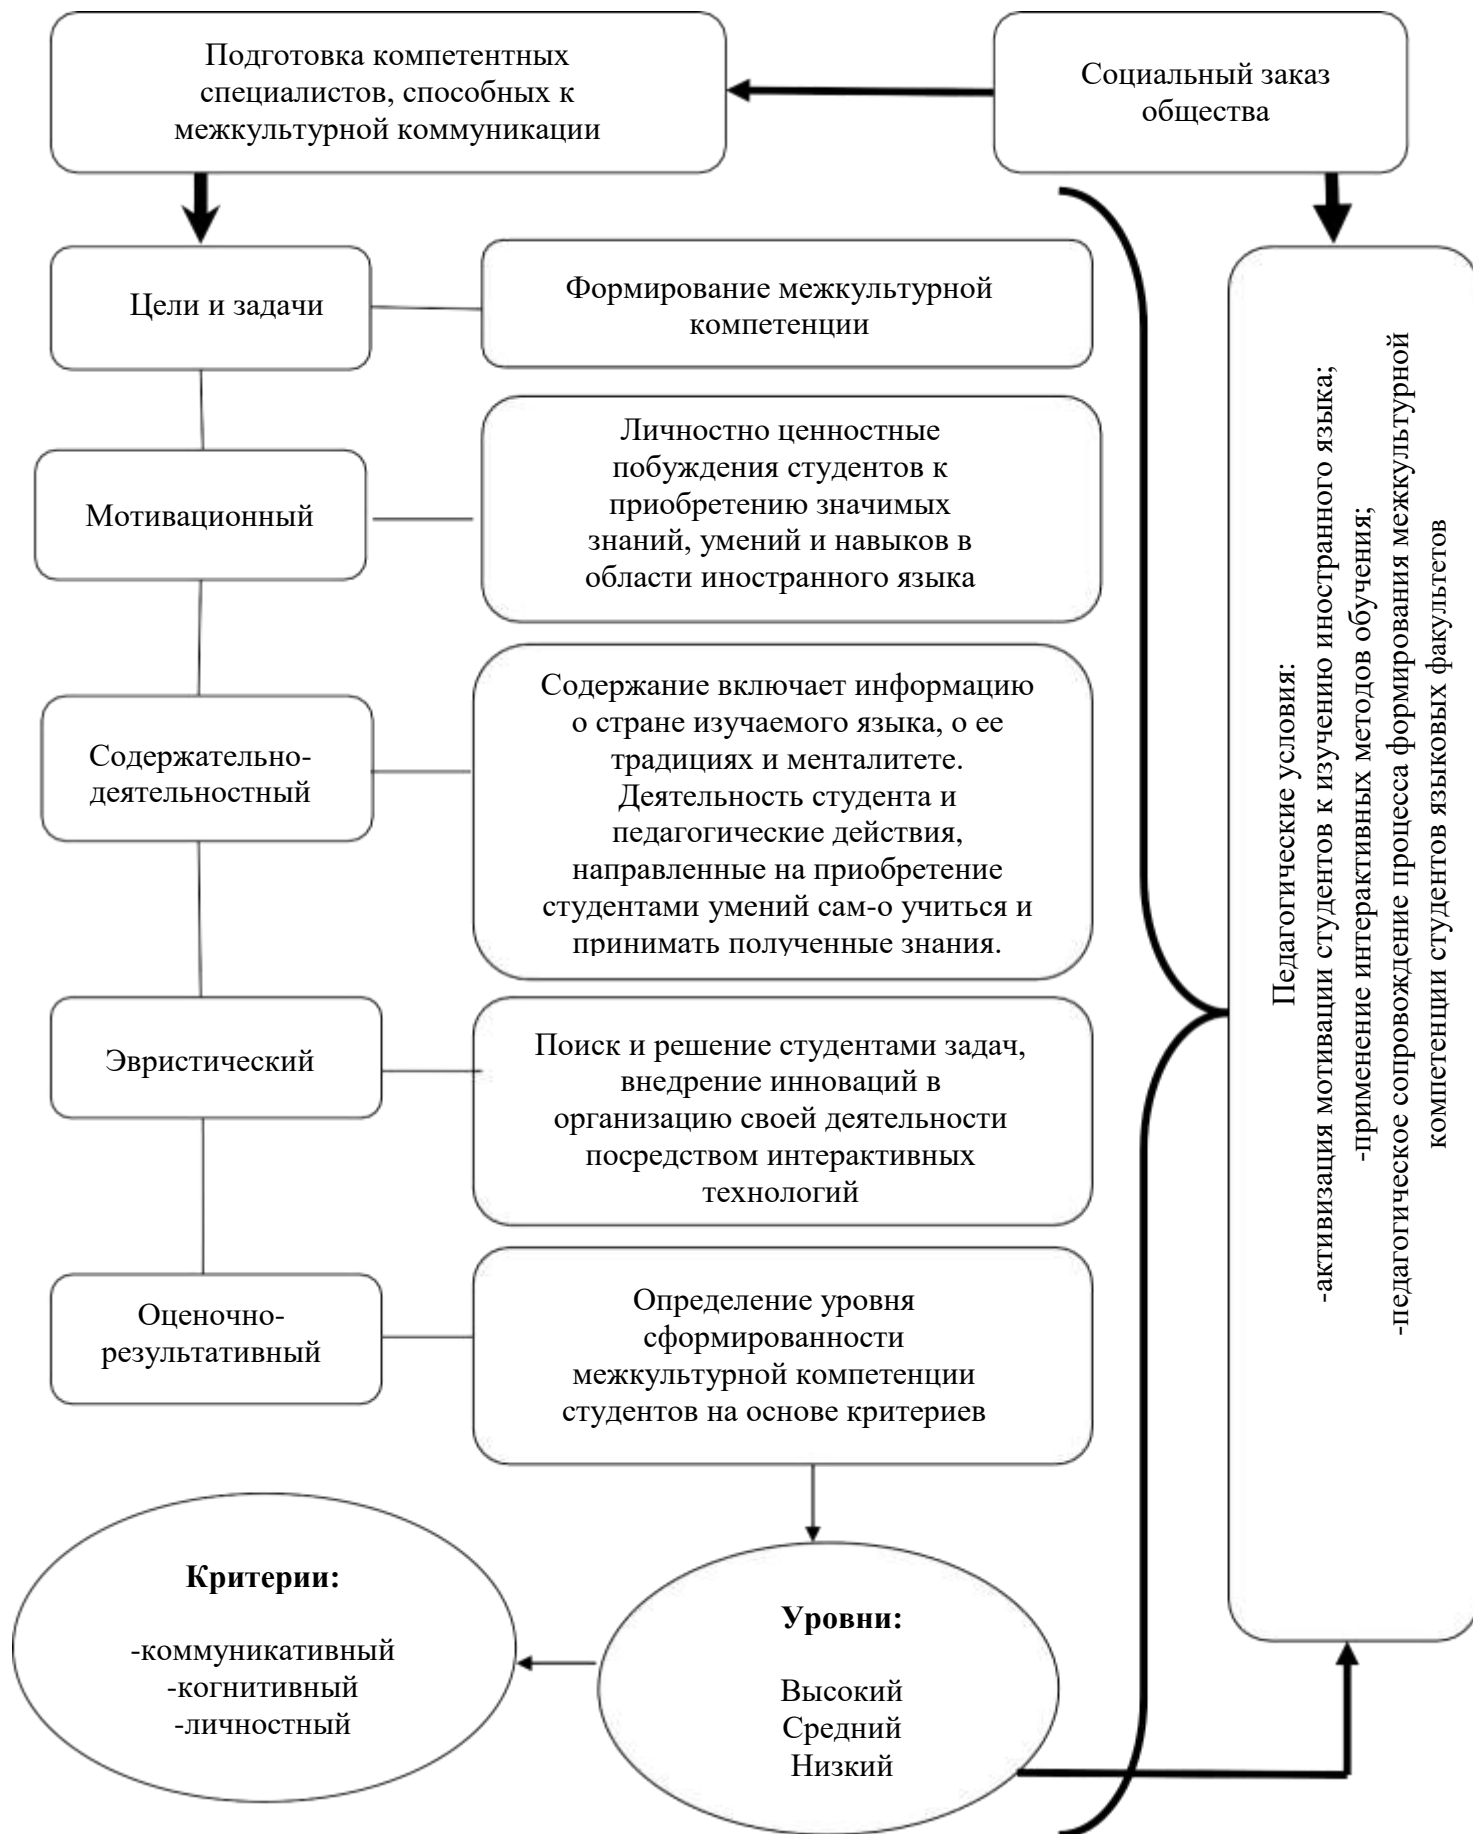 Подготовка компетентных
специалистов, способных к
межкультурной коммуникации
Социальный заказ
общества
Цели и задачи
Формирование межкультурной
компетенции
Мотивационный
Личностно ценностные
побуждения студентов к
приобретению значимых
знаний, умений и навыков в
области иностранного языка
Содержательно-
деятельностный
Содержание включает информацию
о стране изучаемого языка, о ее
традициях и менталитете.
Деятельность студента и
педагогические действия,
направленные на приобретение
студентами умений сам-о учиться и
принимать полученные знания.
Эвристический
Поиск и решение студентами задач,
внедрение инноваций в
организацию своей деятельности
посредством интерактивных
технологий
Оценочно-
результативный
Определение уровня
сформированности
межкультурной компетенции
студентов на основе критериев
Критерии:
-коммуникативный
-когнитивный
-личностный
Уровни:
Высокий
Средний
Низкий
Педагогические условия:
-активизация мотивации студентов к изучению иностранного языка;
-применение интерактивных методов обучения;
-педагогическое сопровождение процесса формирования межкультурной
компетенции студентов языковых факультетов